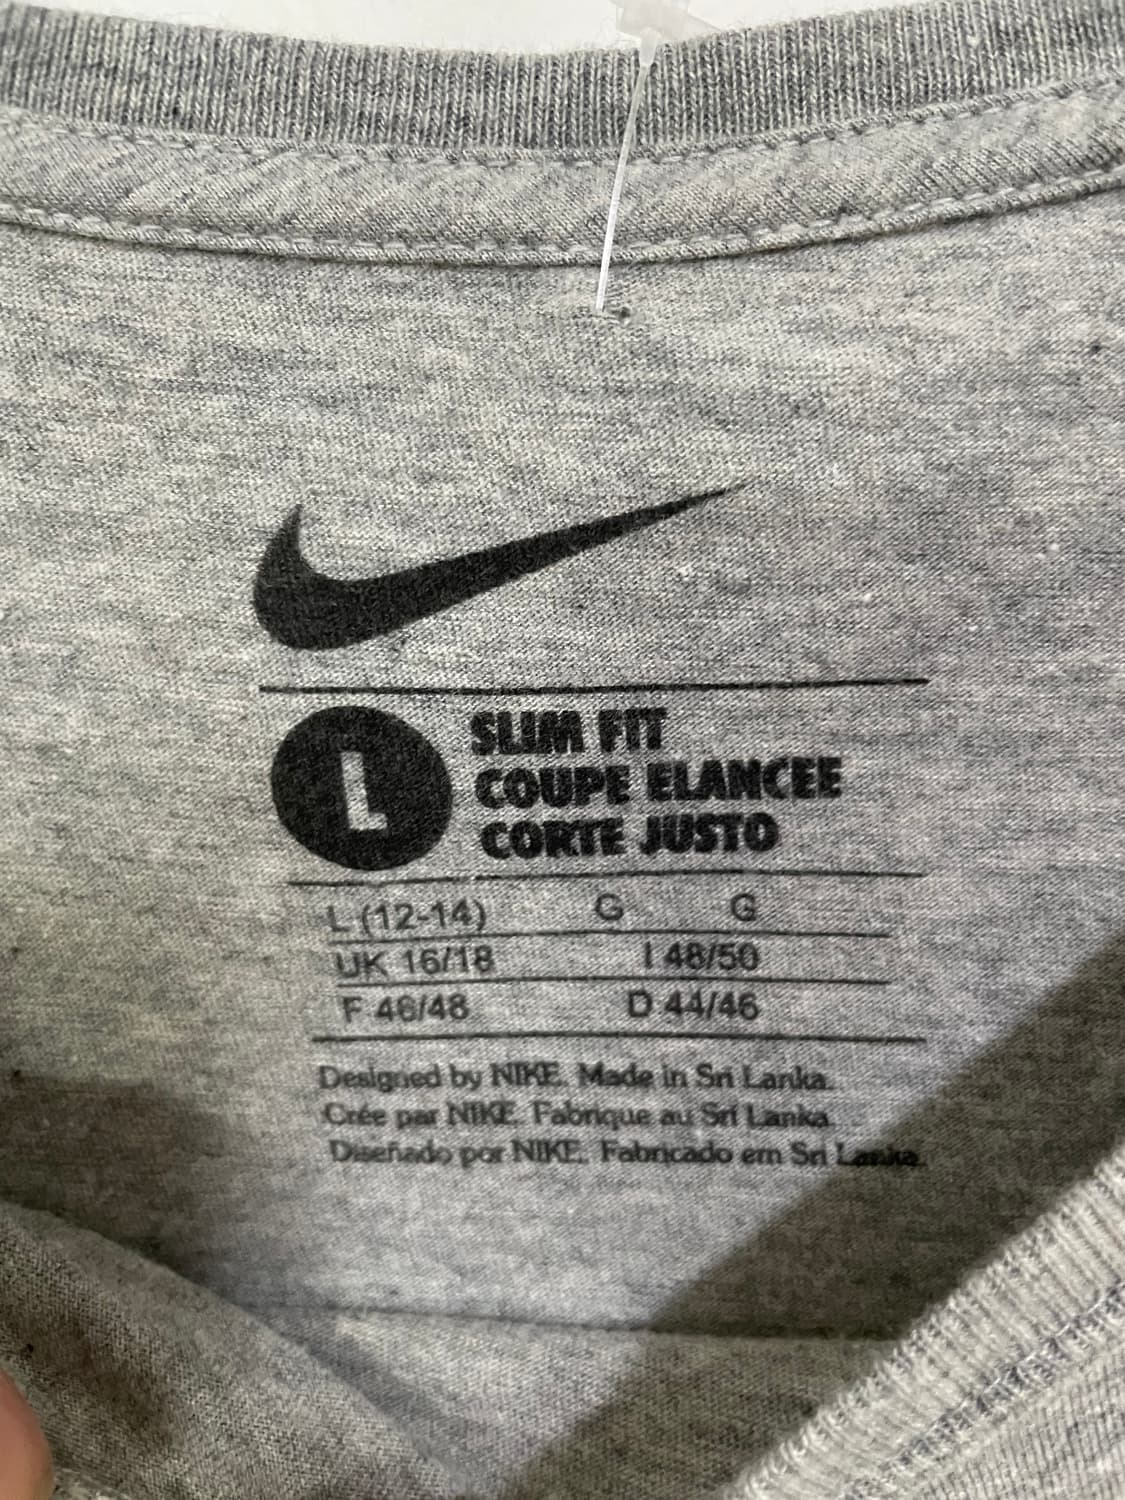 L
SLIM FIT
COUPE ELANCEE
CORTE JUSTO
L (12-14) G G
UK 16/18 I 48/50
F 46/48 D 44/46
Designed by NIKE. Made in Sri Lanka.
Crée par NIKE. Fabrique au Sri Lanka.
Diseñado por NIKE. Fabricado em Sri Lanka.